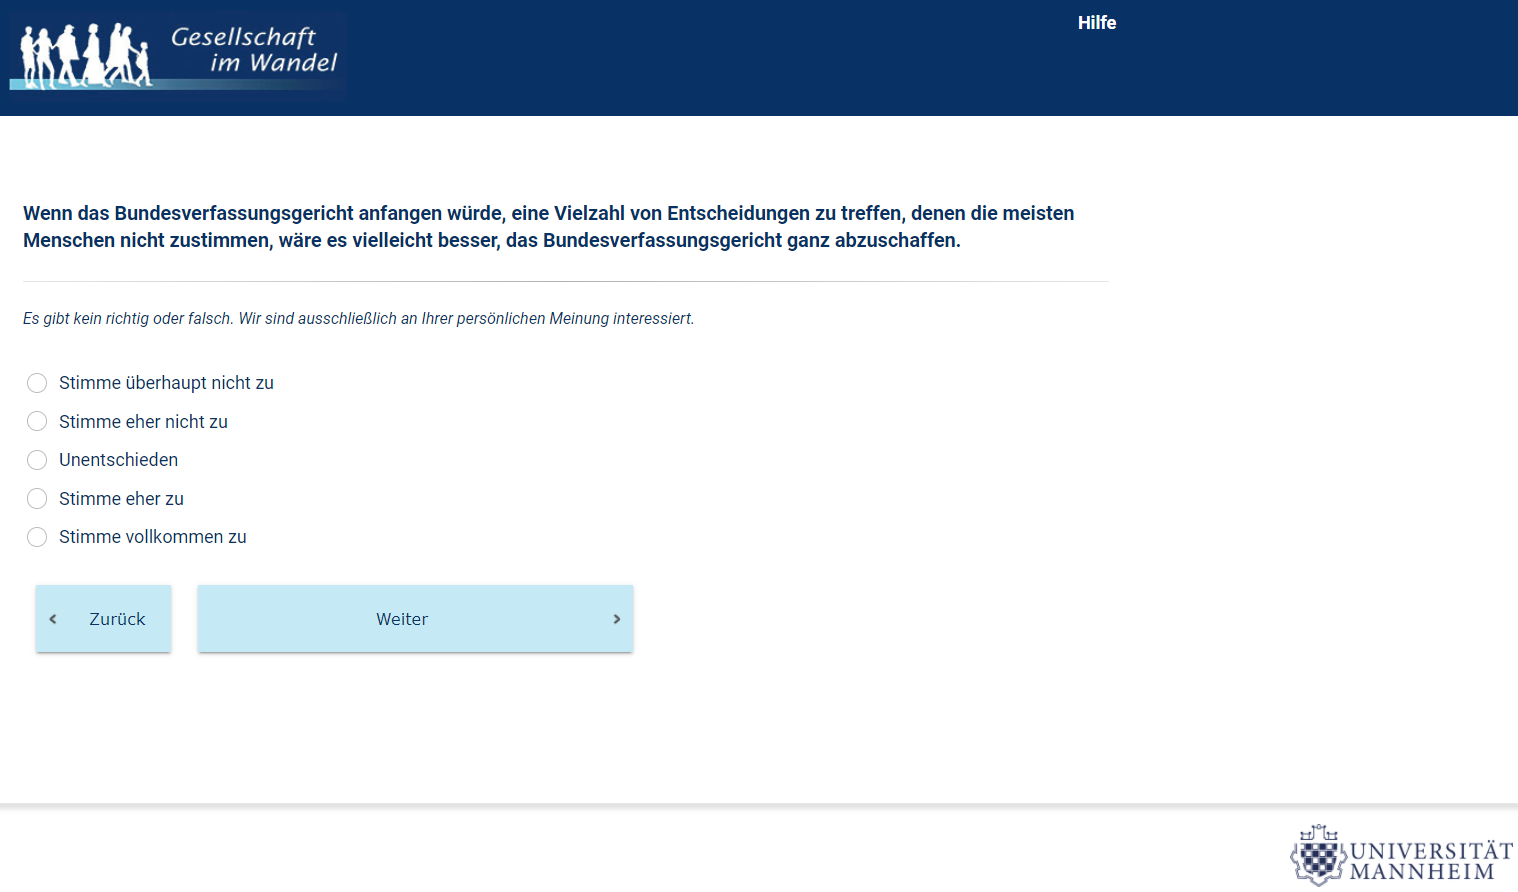 Gesellschaft
im Wandel
Hilfe
Wenn das Bundesverfassungsgericht anfangen würde, eine Vielzahl von Entscheidungen zu treffen, denen die meisten
Menschen nicht zustimmen, wäre es vielleicht besser, das Bundesverfassungsgericht ganz abzuschaffen.
Es gibt kein richtig oder falsch. Wir sind ausschließlich an Ihrer persönlichen Meinung interessiert.
Stimme überhaupt nicht zu
Stimme eher nicht zu
Unentschieden
Stimme eher zu
Stimme vollkommen zu
Zurück
Weiter
UNIVERSITÄT
MANNHEIM